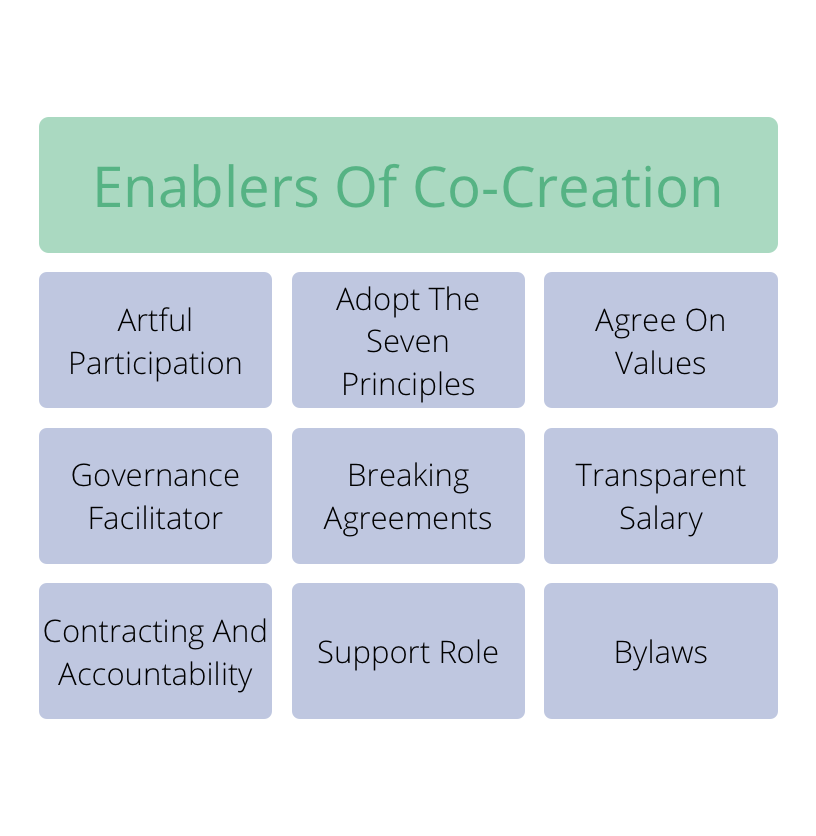 Enablers Of Co-Creation
Artful
Participation
Adopt The
Seven
Principles
Agree On
Values
Governance
Facilitator
Breaking
Agreements
Transparent
Salary
Contracting And
Accountability
Support Role
Bylaws